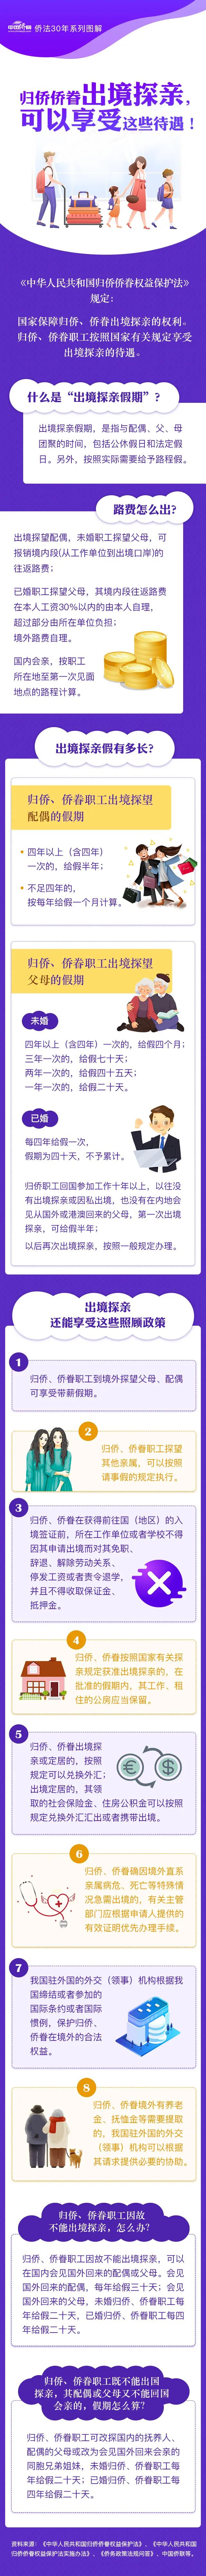 中国侨网 侨法30年系列图解
归侨侨眷出境探亲，
可以享受这些待遇！
《中华人民共和国归侨侨眷权益保护法》
规定：
国家保障归侨、侨眷出境探亲的权利。
归侨、侨眷职工按照国家有关规定享受
出境探亲的待遇。
什么是“出境探亲假期”?
出境探亲假期，是指与配偶、父、母
团聚的时间，包括公休假日和法定假
日。另外，按照实际需要给予路程假。
路费怎么出?
出境探望配偶，未婚职工探望父母，可
报销境内段(从工作单位到出境口岸)的
往返路费；
已婚职工探望父母，其境内段往返路费
在本人工资30%以内的由本人自理，
超过部分由所在单位负担；
境外路费自理。
国内会亲，按职工
所在地至第一次见面
地点的路程计算。
出境探亲假有多长?
归侨、侨眷职工出境探望
配偶的假期
四年以上（含四年）
一次的，给假半年；
不足四年的，
按每年给假一个月计算。
归侨、侨眷职工出境探望
父母的假期
未婚
四年以上（含四年）一次的，给假四个月；
三年一次的，给假七十天；
两年一次的，给假四十五天；
一年一次的，给假二十天。
已婚
每四年给假一次，
假期为四十天，不予累计。
归侨职工回国参加工作十年以上，以往没
有出境探亲或因私出境，也没有在内地会
见从国外或港澳回来的父母，第一次出境
探亲，可给假半年；
以后再次出境探亲，按照一般规定办理。
出境探亲
还能享受这些照顾政策
1
归侨、侨眷职工到境外探望父母、配偶
可享受带薪假期。
2
归侨、侨眷职工探望
其他亲属，可以按照
请事假的规定执行。
3
归侨、侨眷在获得前往国（地区）的入
境签证前，所在工作单位或者学校不得
因其申请出境而对其免职、
辞退、解除劳动关系、
停发工资或者责令退学，
并且不得收取保证金、
抵押金。
4
归侨、侨眷按照国家有关探
亲规定获准出境探亲的，在
批准的假期内，其工作、租
住的公房应当保留。
5
归侨、侨眷出境探
亲或定居的，按照
规定可以兑换外汇；
出境定居的，其领
取的社会保险金、住房公积金可以按照
规定兑换外汇汇出或者携带出境。
6
归侨、侨眷确因境外直系
亲属病危、死亡等特殊情
况急需出境的，有关主管
部门应根据申请人提供的
有效证明优先办理手续。
7
我国驻外国的外交（领事）机构根据我
国缔结或者参加的
国际条约或者国际
惯例，保护归侨、
侨眷在境外的合法
权益。
8
归侨、侨眷境外有养老
金、抚恤金等需要提取
的，我国驻外国的外交
（领事）机构可以根据
其请求提供必要的协助。
归侨、侨眷职工因故
不能出境探亲，怎么办?
归侨、侨眷职工因故不能出境探亲，可以
在国内会见国外回来的配偶或父母。会见
国外回来的配偶，每年给假三十天；会见
国外回来的父母，未婚归侨、侨眷职工每
年给假二十天，已婚归侨、侨眷职工每四
年给假二十天。
归侨、侨眷职工既不能出国
探亲，其配偶或父母又不能回国
会亲的，假期怎么算?
归侨、侨眷职工可改探国内的抚养人、
配偶的父母或改为会见国外回来会亲的
同胞兄弟姐妹，未婚归侨、侨眷职工每
年给假二十天；已婚归侨、侨眷职工每
四年给假二十天。
资料来源：《中华人民共和国归侨侨眷权益保护法》、《中华人民共和国
归侨侨眷权益保护法实施办法》、《侨务政策法规问答》、中国侨联等。